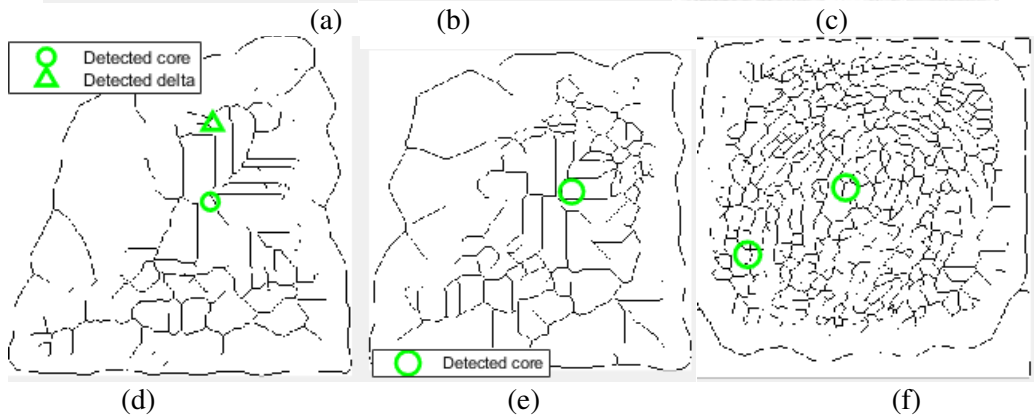 (a) (b) (c)
Detected core
Detected delta
Detected core
(d) (e) (f)